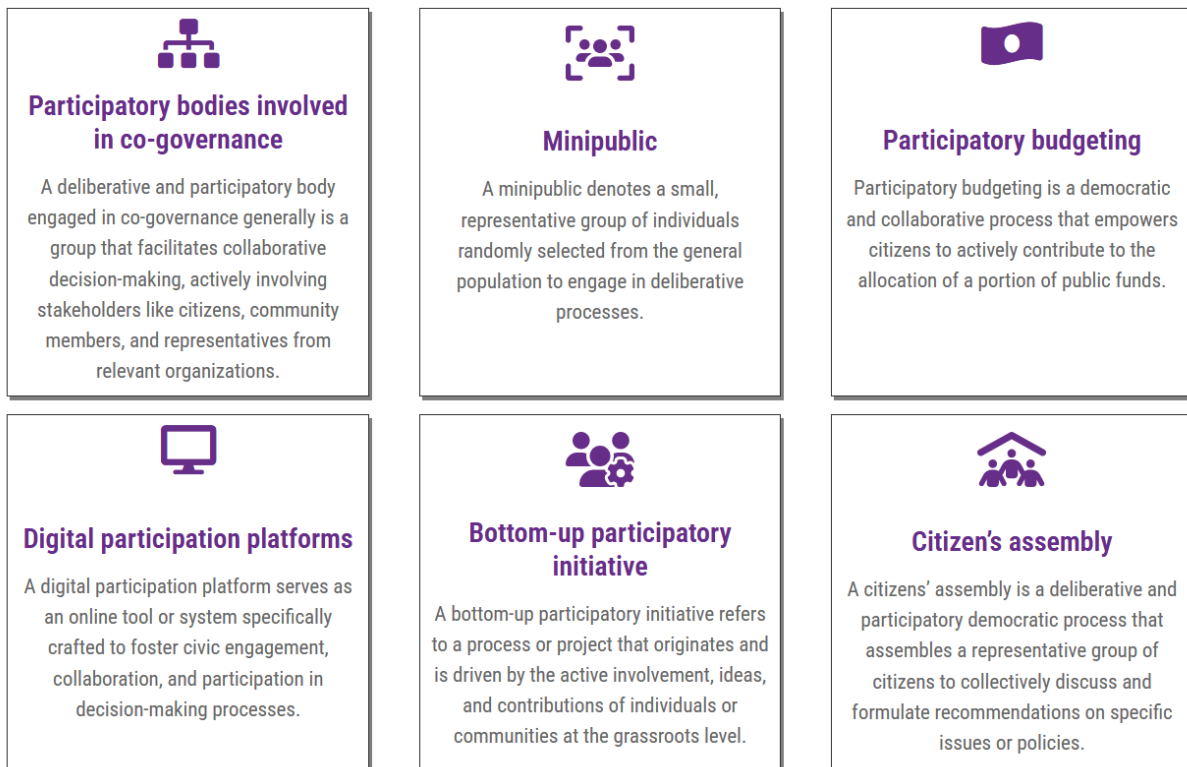 Participatory bodies involved
in co-governance
A deliberative and participatory body
engaged in co-governance generally is a
group that facilitates collaborative
decision-making, actively involving
stakeholders like citizens, community
members, and representatives from
relevant organizations.
Minipublic
A minipublic denotes a small,
representative group of individuals
randomly selected from the general
population to engage in deliberative
processes.
Participatory budgeting
Participatory budgeting is a democratic
and collaborative process that empowers
citizens to actively contribute to the
allocation of a portion of public funds.
Digital participation platforms
A digital participation platform serves as
an online tool or system specifically
crafted to foster civic engagement,
collaboration, and participation in
decision-making processes.
Bottom-up participatory
initiative
A bottom-up participatory initiative refers
to a process or project that originates and
is driven by the active involvement, ideas,
and contributions of individuals or
communities at the grassroots level.
Citizen’s assembly
A citizens’ assembly is a deliberative and
participatory democratic process that
assembles a representative group of
citizens to collectively discuss and
formulate recommendations on specific
issues or policies.